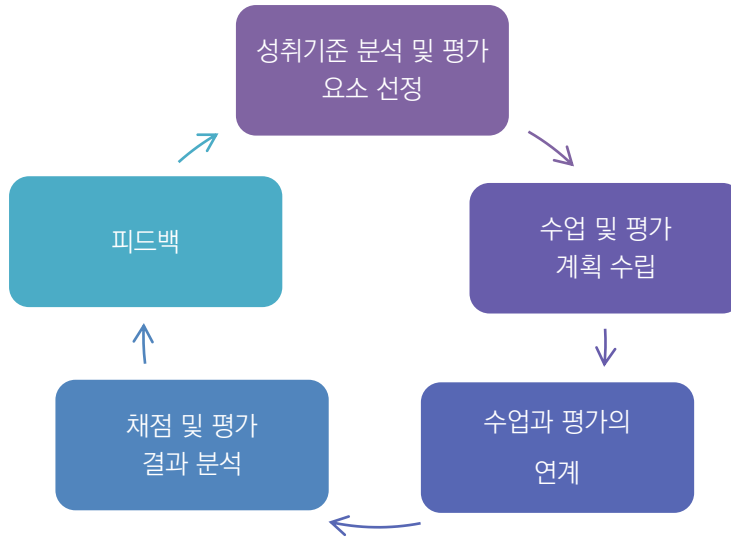 성취기준 분석 및 평가
요소 선정
수업 및 평가
계획 수립
수업과 평가의
연계
채점 및 평가
결과 분석
피드백